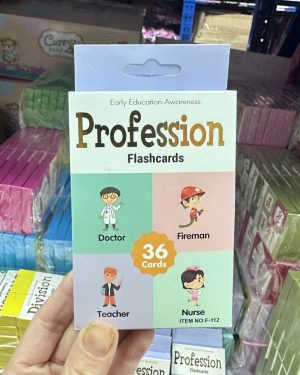 Early Education Awareness
Profession
Flashcards
Doctor
Fireman
36
Cards
Teacher
Nurse
ITEM NO:F-112
Division
Profession
Flashcards